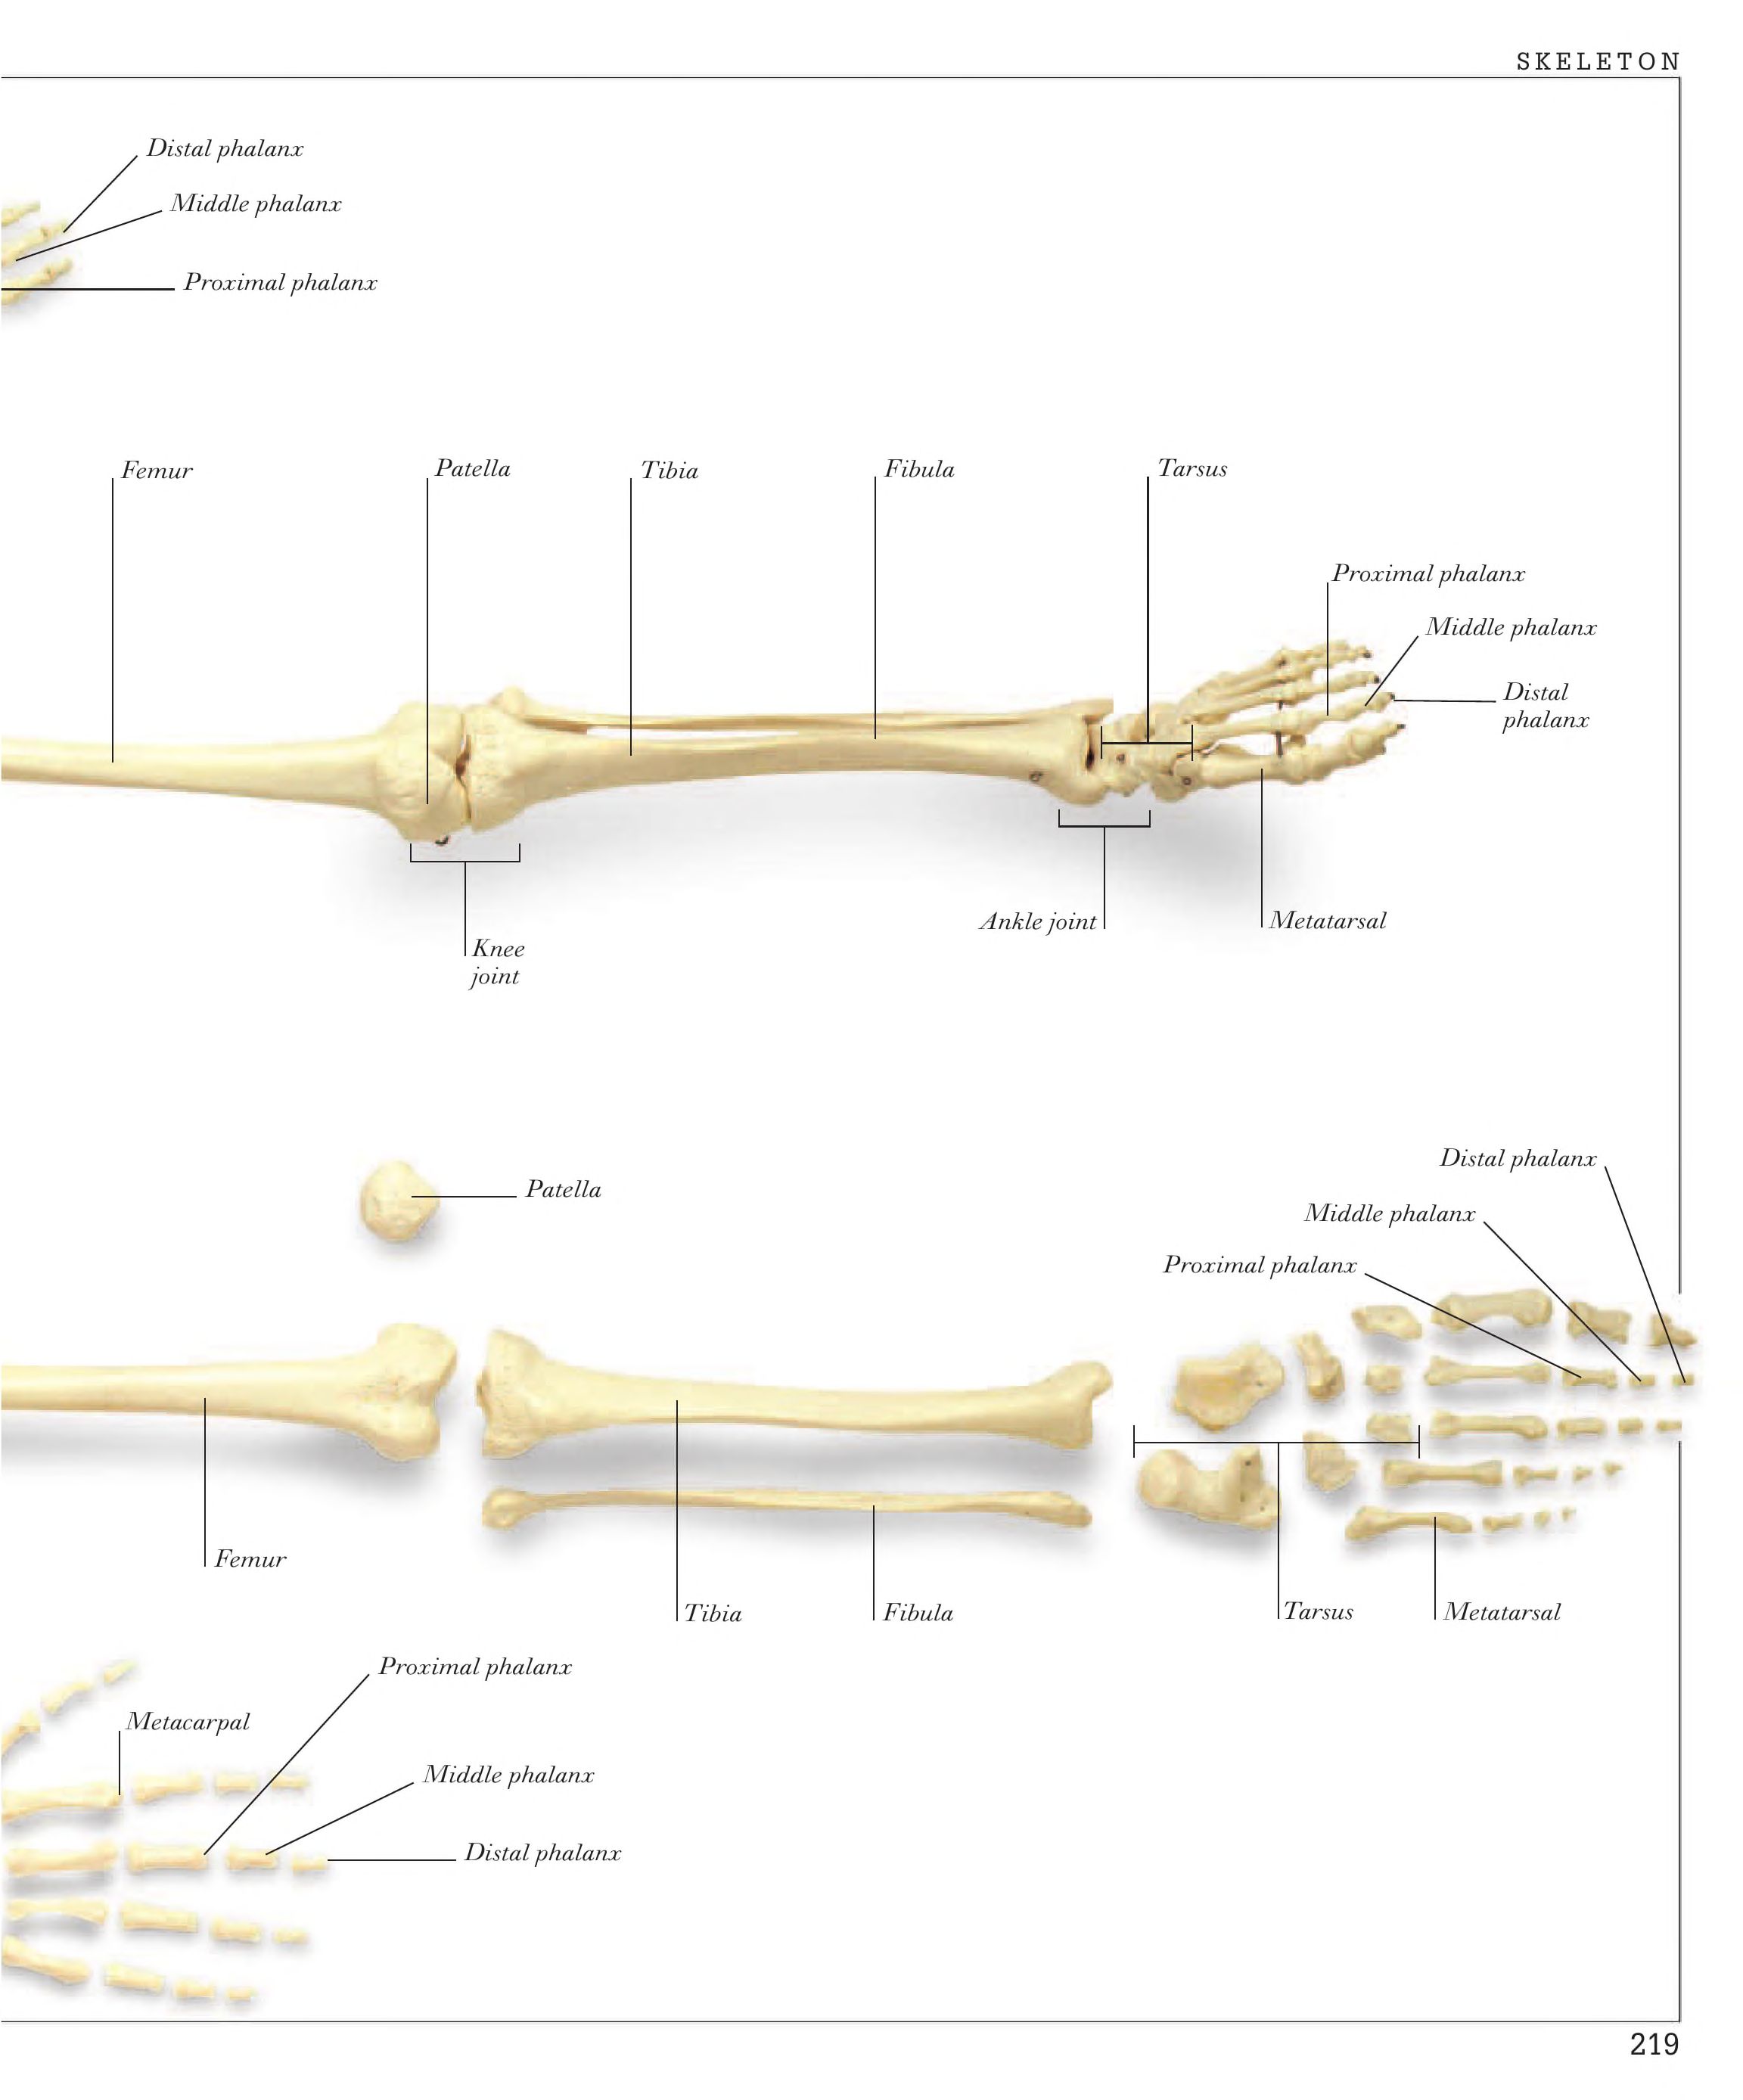 SKELETON
Distal phalanx
Middle phalanx
Proximal phalanx
Femur
Patella
Tibia
Fibula
Tarsus
Proximal phalanx
Middle phalanx
Distal
phalanx
Ankle joint
Metatarsal
Knee
joint
Distal phalanx
Patella
Middle phalanx
Proximal phalanx
Femur
Tibia
Fibula
Tarsus
Metatarsal
Proximal phalanx
Metacarpal
Middle phalanx
Distal phalanx
219